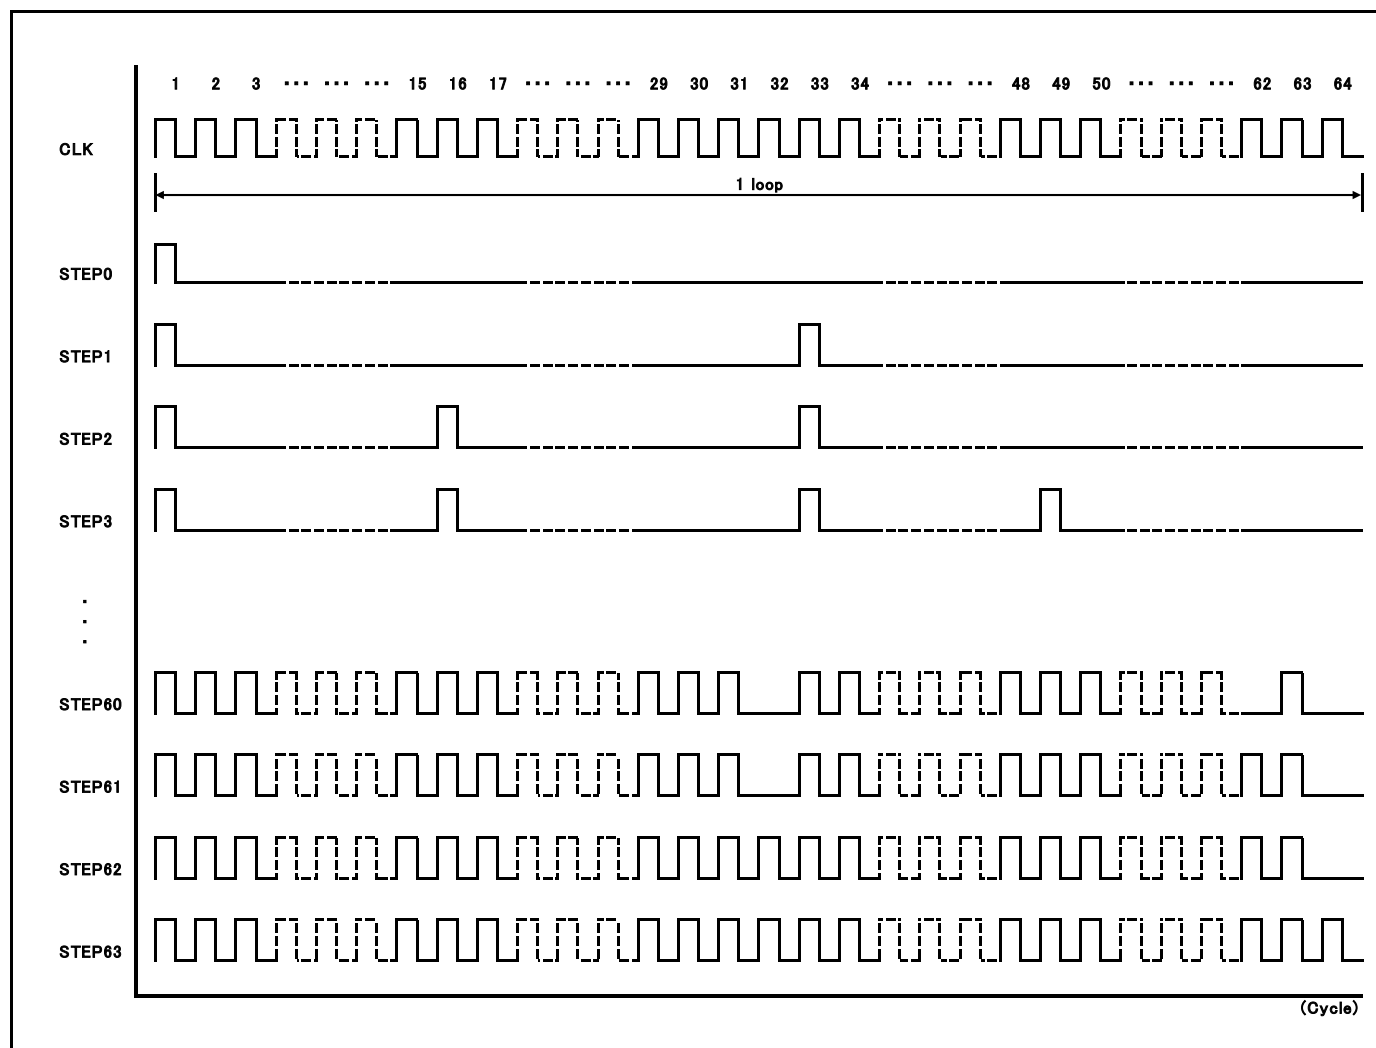 1 2 3 ··· ··· ··· 15 16 17 ··· ··· ··· 29 30 31 32 33 34 ··· ··· ··· 48 49 50 ··· ··· ··· 62 63 64
CLK
1 loop
STEP0
STEP1
STEP2
STEP3
·
·
·
STEP60
STEP61
STEP62
STEP63
(Cycle)